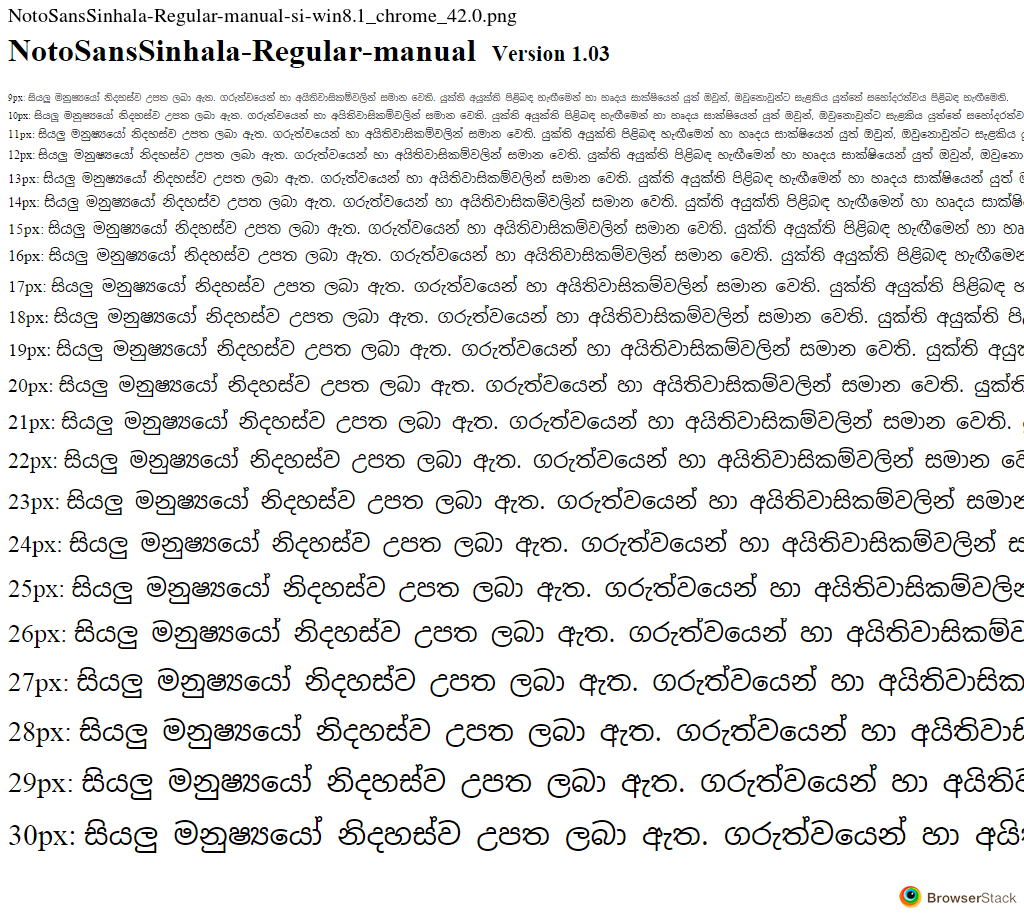 NotoSansSinhala-Regular-manual-si-win8.1_chrome_42.0.png
NotoSansSinhala-Regular-manual Version 1.03
9px: සියලු මනුෂ්‍යයෝ නිදහස්ව උපත ලබා ඇත. ගරුත්වයෙන් හා අයිතිවාසිකම්වලින් සමාන වෙති. යුක්ති අයුක්ති පිළිබඳ හැඟීමෙන් හා හෘදය සාක්ෂියෙන් යුත් ඔවුන්, ඔවුනොවුන්ට සැළකිය යුත්තේ සහෝදරත්වය පිළිබඳ හැඟීමෙනි.
10px: සියලු මනුෂ්‍යයෝ නිදහස්ව උපත ලබා ඇත. ගරුත්වයෙන් හා අයිතිවාසිකම්වලින් සමාන වෙති. යුක්ති අයුක්ති පිළිබඳ හැඟීමෙන් හා හෘදය සාක්ෂියෙන් යුත් ඔවුන්, ඔවුනොවුන්ට සැළකිය යුත්තේ
11px: සියලු මනුෂ්‍යයෝ නිදහස්ව උපත ලබා ඇත. ගරුත්වයෙන් හා අයිතිවාසිකම්වලින් සමාන වෙති. යුක්ති අයුක්ති පිළිබඳ හැඟීමෙන් හා හෘදය සාක්ෂියෙන් යුත් ඔවුන්, ඔවුනොවුන්ට සැළකිය
12px: සියලු මනුෂ්‍යයෝ නිදහස්ව උපත ලබා ඇත. ගරුත්වයෙන් හා අයිතිවාසිකම්වලින් සමාන වෙති. යුක්ති අයුක්ති පිළිබඳ හැඟීමෙන් හා හෘදය සාක්ෂියෙන් යුත් ඔවුන්, ඔවුනො
13px: සියලු මනුෂ්‍යයෝ නිදහස්ව උපත ලබා ඇත. ගරුත්වයෙන් හා අයිතිවාසිකම්වලින් සමාන වෙති. යුක්ති අයුක්ති පිළිබඳ හැඟීමෙන් හා හෘදය සාක්ෂියෙන් යුත්
14px: සියලු මනුෂ්‍යයෝ නිදහස්ව උපත ලබා ඇත. ගරුත්වයෙන් හා අයිතිවාසිකම්වලින් සමාන වෙති. යුක්ති අයුක්ති පිළිබඳ හැඟීමෙන් හා හෘදය
15px: සියලු මනුෂ්‍යයෝ නිදහස්ව උපත ලබා ඇත. ගරුත්වයෙන් හා අයිතිවාසිකම්වලින් සමාන වෙති. යුක්ති අයුක්ති පිළිබඳ හැඟීමෙන් හා
16px: සියලු මනුෂ්‍යයෝ නිදහස්ව උපත ලබා ඇත. ගරුත්වයෙන් හා අයිතිවාසිකම්වලින් සමාන වෙති. යුක්ති අයුක්ති පිළිබඳ හැඟීමෙන්
17px: සියලු මනුෂ්‍යයෝ නිදහස්ව උපත ලබා ඇත. ගරුත්වයෙන් හා අයිතිවාසිකම්වලින් සමාන වෙති. යුක්ති අයුක්ති පිළිබඳ
18px: සියලු මනුෂ්‍යයෝ නිදහස්ව උපත ලබා ඇත. ගරුත්වයෙන් හා අයිතිවාසිකම්වලින් සමාන වෙති. යුක්ති අයුක්ති
19px: සියලු මනුෂ්‍යයෝ නිදහස්ව උපත ලබා ඇත. ගරුත්වයෙන් හා අයිතිවාසිකම්වලින් සමාන වෙති. යුක්ති
20px: සියලු මනුෂ්‍යයෝ නිදහස්ව උපත ලබා ඇත. ගරුත්වයෙන් හා අයිතිවාසිකම්වලින් සමාන වෙති. යුක්ති
21px: සියලු මනුෂ්‍යයෝ නිදහස්ව උපත ලබා ඇත. ගරුත්වයෙන් හා අයිතිවාසිකම්වලින් සමාන වෙති.
22px: සියලු මනුෂ්‍යයෝ නිදහස්ව උපත ලබා ඇත. ගරුත්වයෙන් හා අයිතිවාසිකම්වලින් සමාන
23px: සියලු මනුෂ්‍යයෝ නිදහස්ව උපත ලබා ඇත. ගරුත්වයෙන් හා අයිතිවාසිකම්වලින් සමාන
24px: සියලු මනුෂ්‍යයෝ නිදහස්ව උපත ලබා ඇත. ගරුත්වයෙන් හා අයිතිවාසිකම්වලින්
25px: සියලු මනුෂ්‍යයෝ නිදහස්ව උපත ලබා ඇත. ගරුත්වයෙන් හා අයිතිවාසිකම්වලින්
26px: සියලු මනුෂ්‍යයෝ නිදහස්ව උපත ලබා ඇත. ගරුත්වයෙන් හා අයිතිවාසිකම්ව
27px: සියලු මනුෂ්‍යයෝ නිදහස්ව උපත ලබා ඇත. ගරුත්වයෙන් හා අයිතිවාසික
28px: සියලු මනුෂ්‍යයෝ නිදහස්ව උපත ලබා ඇත. ගරුත්වයෙන් හා අයිතිවාසි
29px: සියලු මනුෂ්‍යයෝ නිදහස්ව උපත ලබා ඇත. ගරුත්වයෙන් හා අයිති
30px: සියලු මනුෂ්‍යයෝ නිදහස්ව උපත ලබා ඇත. ගරුත්වයෙන් හා අයි
BrowserStack